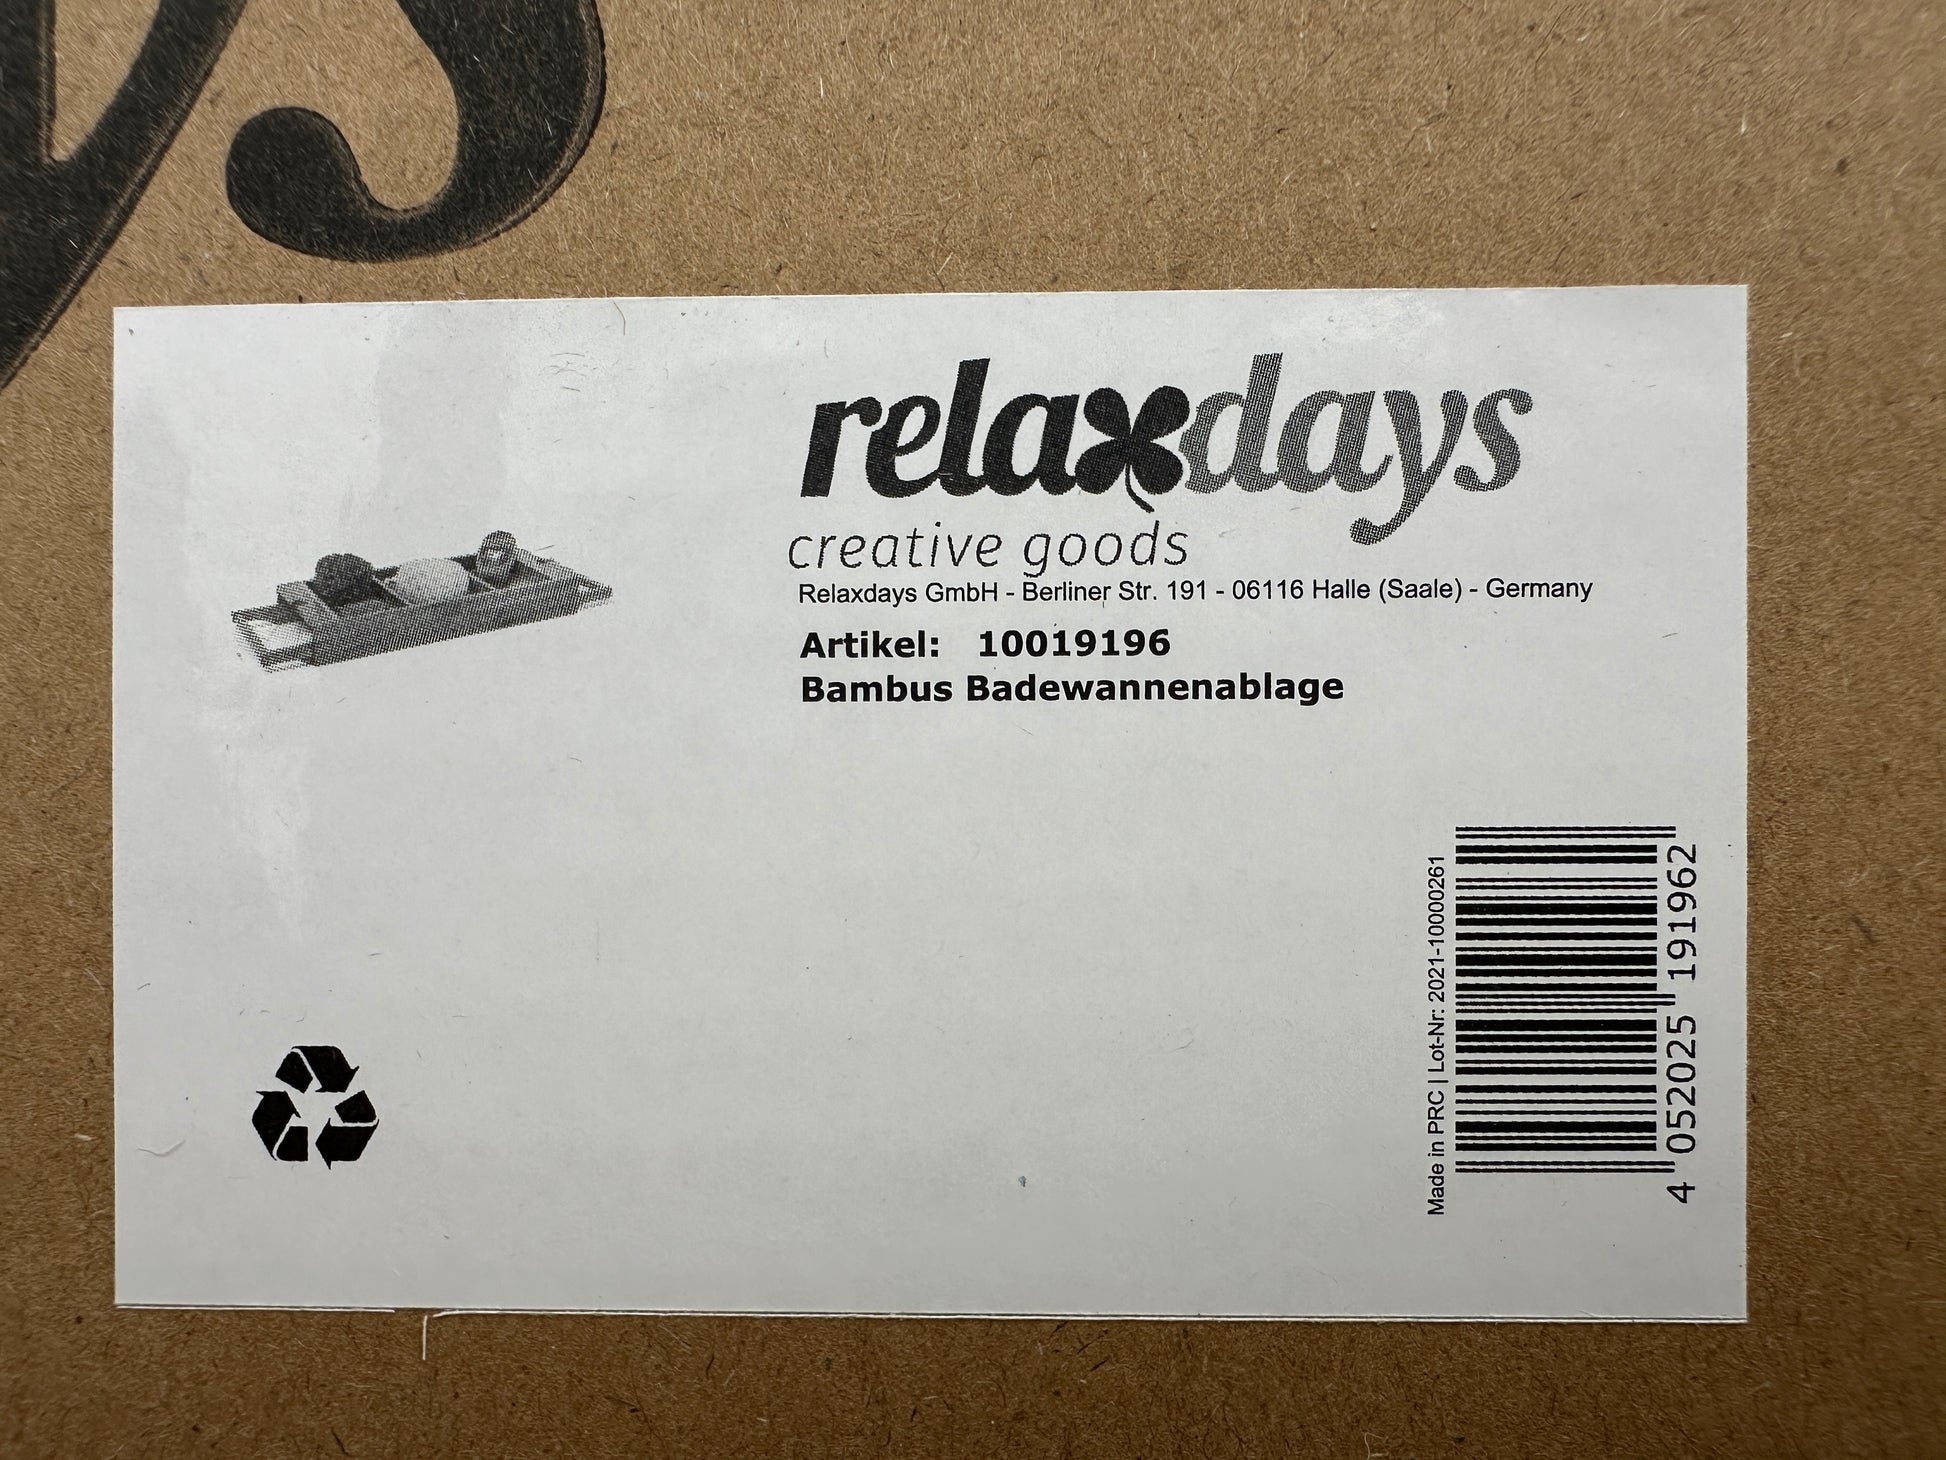 relaxdays
creative goods
Relaxdays GmbH - Berliner Str. 191 - 06116 Halle (Saale) - Germany
Artikel: 10019196
Bambus Badewannenablage
Made in PRC | Lot-Nr: 2021-10000261
4 052025 191962